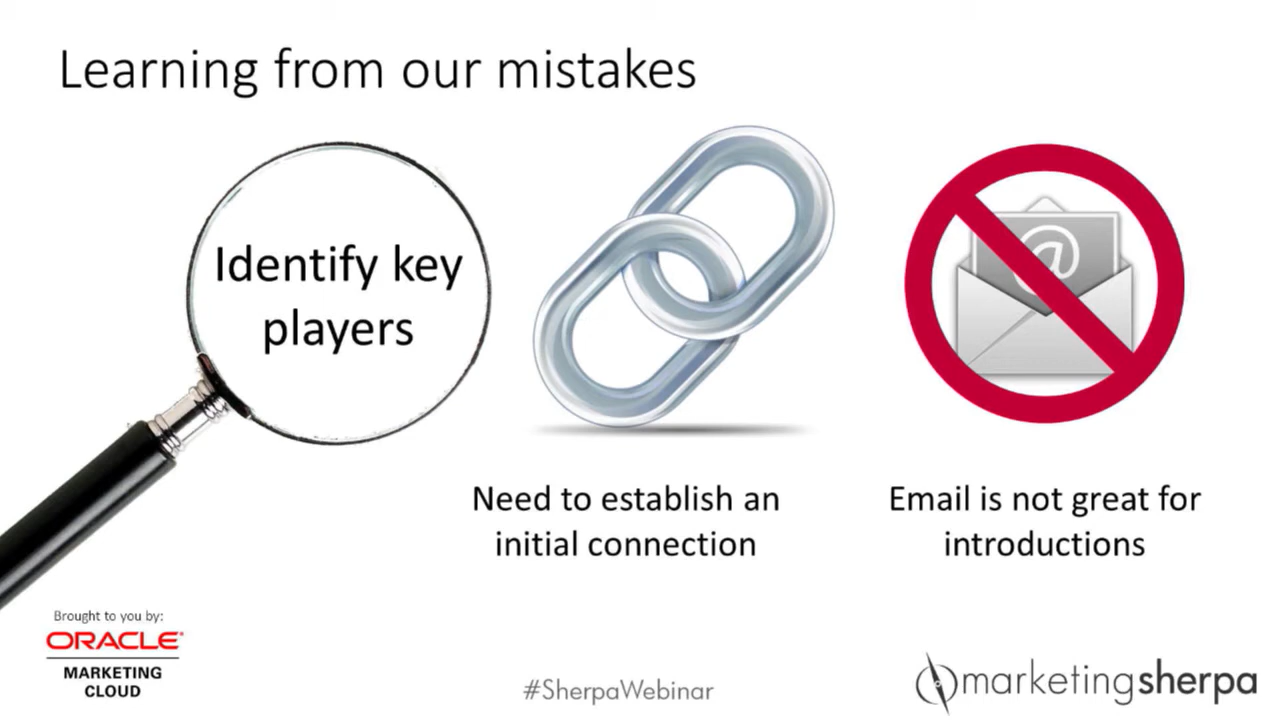 Learning from our mistakes
Identify key
players
@
Need to establish an
initial connection
Email is not great for
introductions
Brought to you by:
ORACLE®
MARKETING
CLOUD
#SherpaWebinar
marketingsherpa